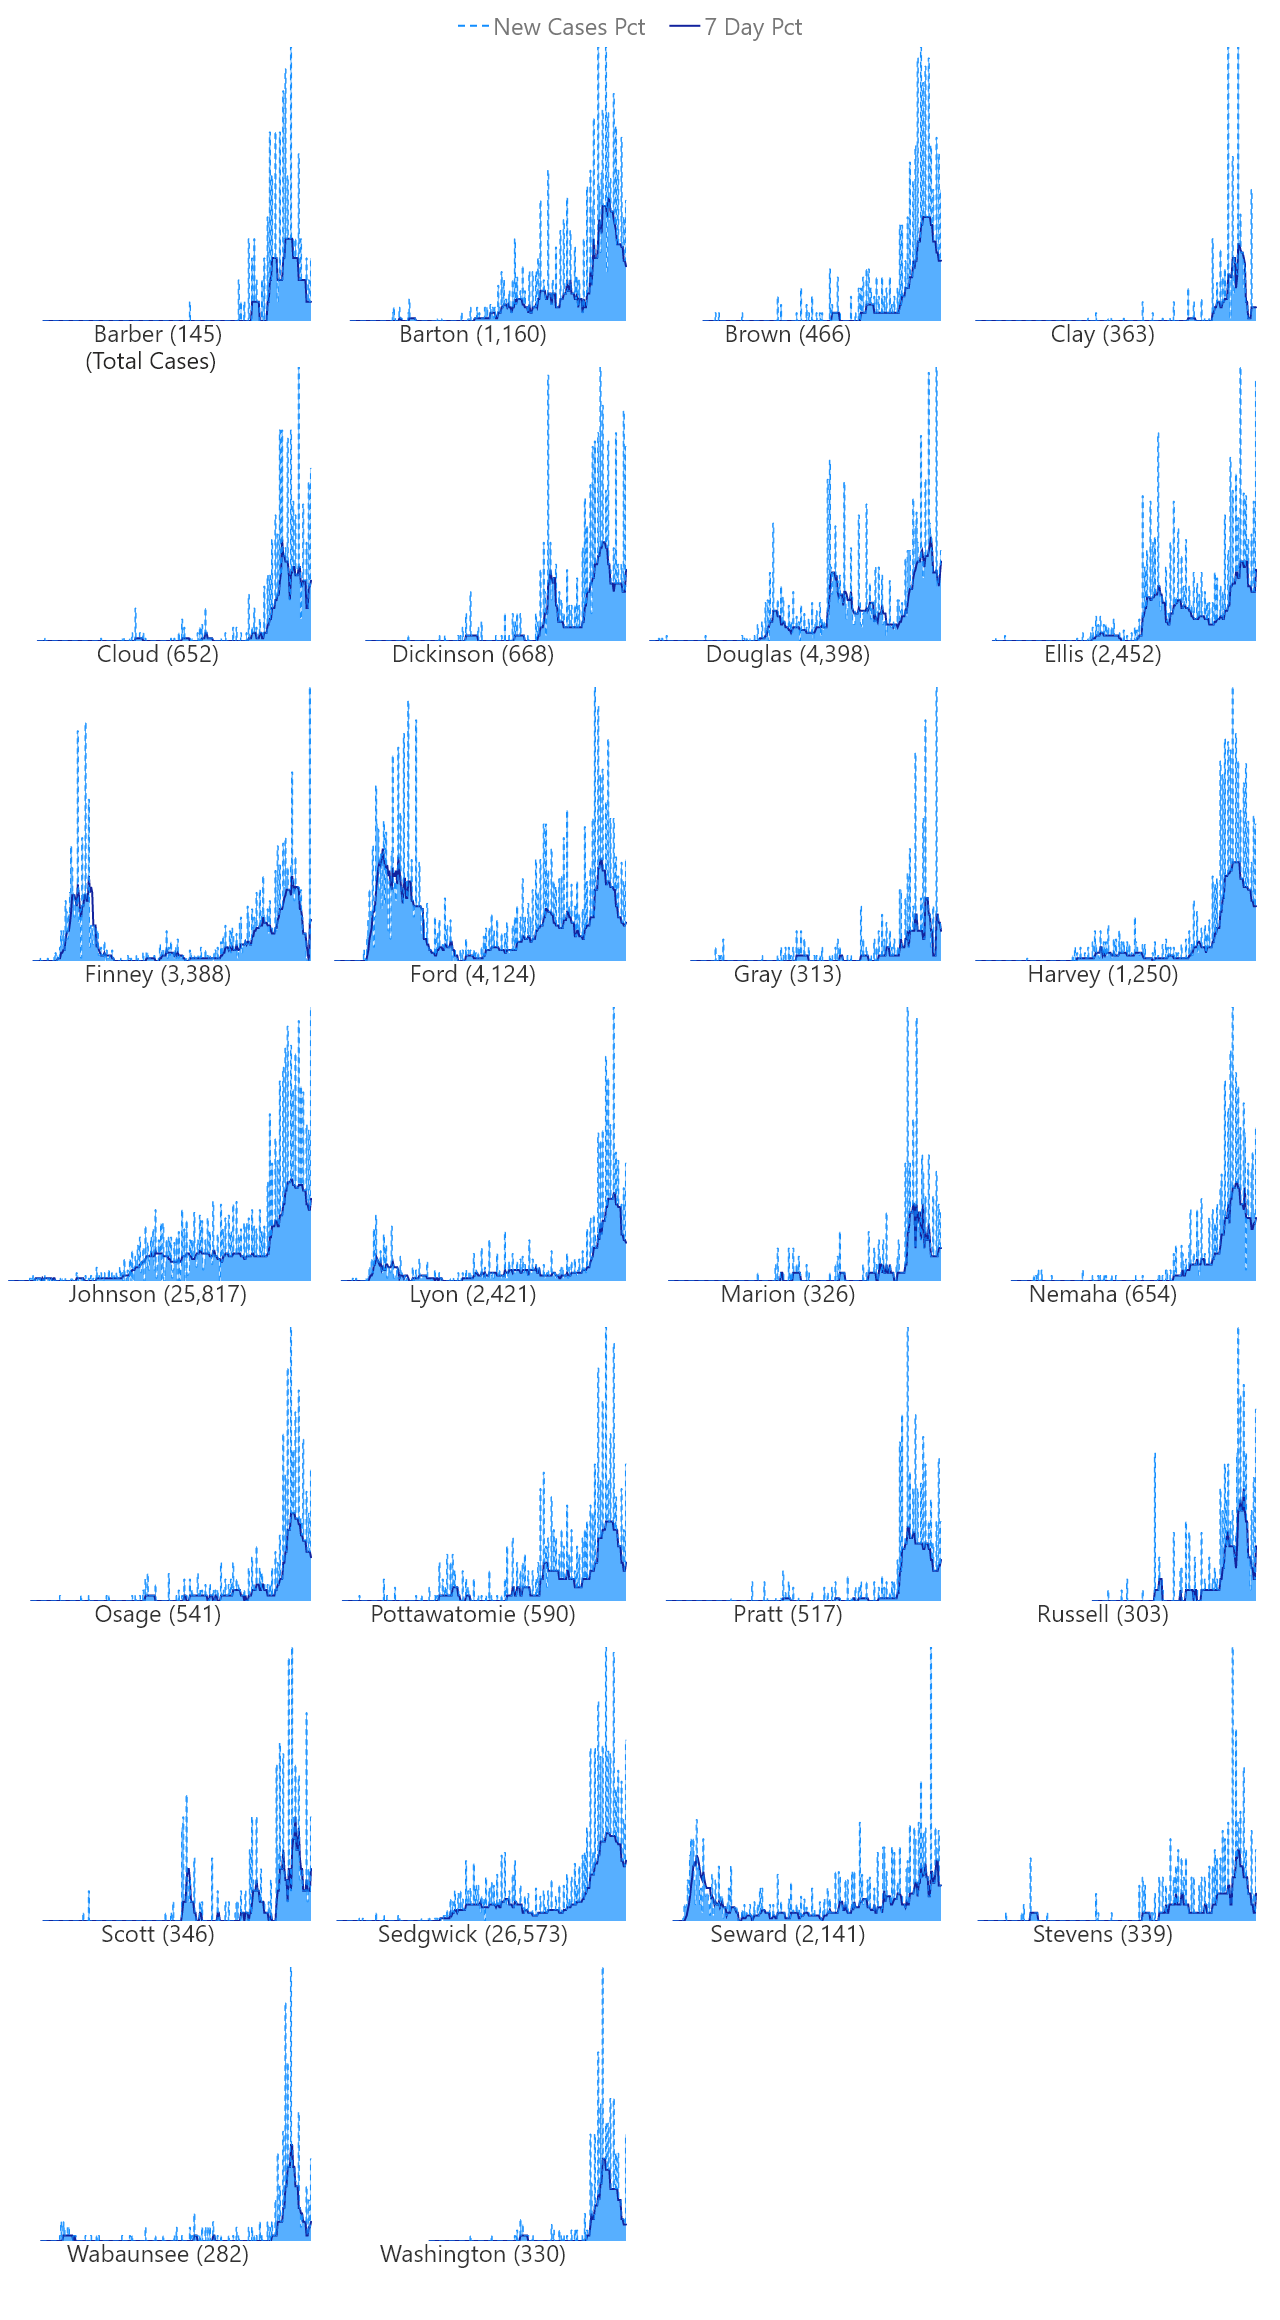 New Cases Pct 7 Day Pct
Barber (145) Barton (1,160) Brown (466) Clay (363)
(Total Cases)
Cloud (652) Dickinson (668) Douglas (4,398) Ellis (2,452)
Finney (3,388) Ford (4,124) Gray (313) Harvey (1,250)
Johnson (25,817) Lyon (2,421) Marion (326) Nemaha (654)
Osage (541) Pottawatomie (590) Pratt (517) Russell (303)
Scott (346) Sedgwick (26,573) Seward (2,141) Stevens (339)
Wabaunsee (282) Washington (330)